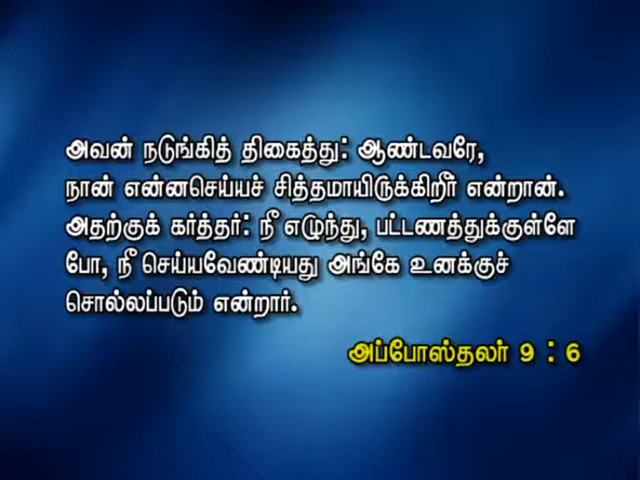 அவன் நடுங்கித் திகைத்து: ஆண்டவரே,
நான் என்னசெய்யச் சித்தமாயிருக்கிறீர் என்றான்.
அதற்குக் கர்த்தர்: நீ எழுந்து, பட்டணத்துக்குள்ளே
போ, நீ செய்யவேண்டியது அங்கே உனக்குச்
சொல்லப்படும் என்றார்.
அப்போஸ்தலர் 9 : 6